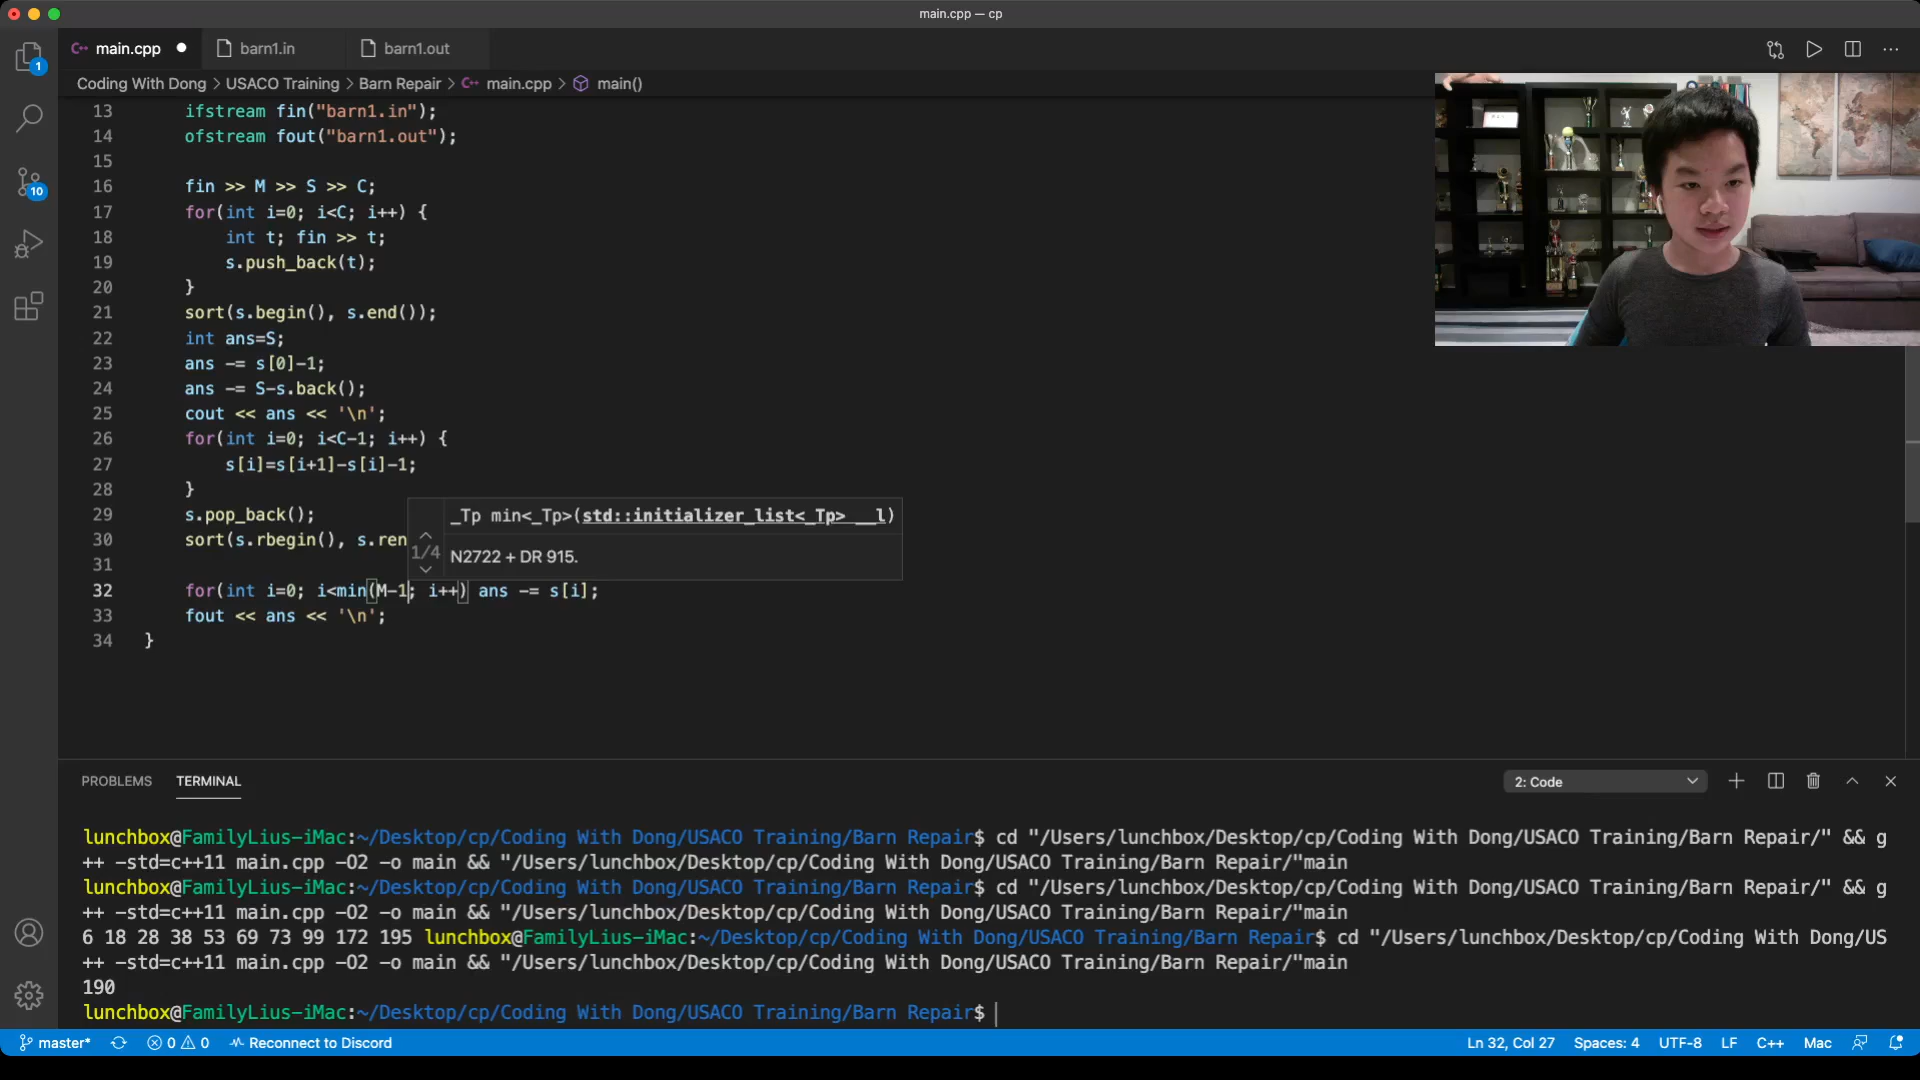 main.cpp — cp
main.cpp
barn1.in
barn1.out
Coding With Dong > USACO Training > Barn Repair > main.cpp > main()
1
10
13 ifstream fin("barn1.in");
14 ofstream fout("barn1.out");
15
16 fin >> M >> S >> C;
17 for(int i=0; i<C; i++) {
18 int t; fin >> t;
19 s.push_back(t);
20 }
21 sort(s.begin(), s.end());
22 int ans=S;
23 ans -= s[0]-1;
24 ans -= S-s.back();
25 cout << ans << '\n';
26 for(int i=0; i<C-1; i++) {
27 s[i]=s[i+1]-s[i]-1;
28 }
29 s.pop_back();
30 sort(s.rbegin(), s.ren
_Tp min<_Tp>(std::initializer_list<_Tp> __l)
1/4
N2722 + DR 915.
31
32 for(int i=0; i<min(M-1; i++) ans -= s[i];
33 fout << ans << '\n';
34 }
PROBLEMS TERMINAL
2: Code
lunchbox@FamilyLius-iMac:~/Desktop/cp/Coding With Dong/USACO Training/Barn Repair$ cd "/Users/lunchbox/Desktop/cp/Coding With Dong/USACO Training/Barn Repair/" && g
++ -std=c++11 main.cpp -O2 -o main && "/Users/lunchbox/Desktop/cp/Coding With Dong/USACO Training/Barn Repair/"main
lunchbox@FamilyLius-iMac:~/Desktop/cp/Coding With Dong/USACO Training/Barn Repair$ cd "/Users/lunchbox/Desktop/cp/Coding With Dong/USACO Training/Barn Repair/" && g
++ -std=c++11 main.cpp -O2 -o main && "/Users/lunchbox/Desktop/cp/Coding With Dong/USACO Training/Barn Repair/"main
6 18 28 38 53 69 73 99 172 195 lunchbox@FamilyLius-iMac:~/Desktop/cp/Coding With Dong/USACO Training/Barn Repair$ cd "/Users/lunchbox/Desktop/cp/Coding With Dong/US
++ -std=c++11 main.cpp -O2 -o main && "/Users/lunchbox/Desktop/cp/Coding With Dong/USACO Training/Barn Repair/"main
190
lunchbox@FamilyLius-iMac:~/Desktop/cp/Coding With Dong/USACO Training/Barn Repair$
master* 0 0 Reconnect to Discord
Ln 32, Col 27 Spaces: 4 UTF-8 LF C++ Mac